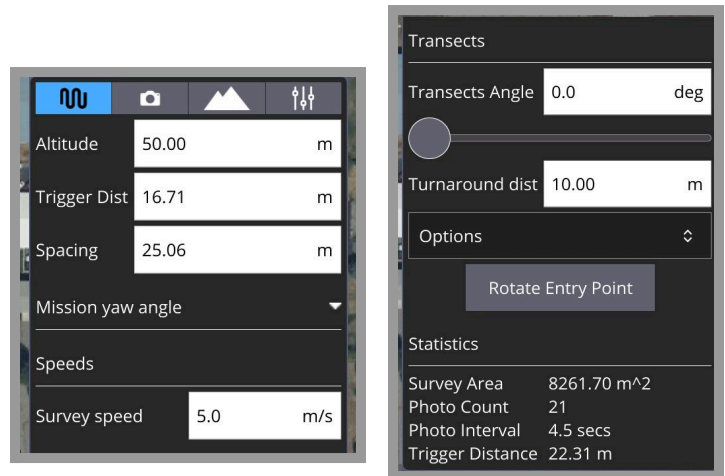 Altitude 50.00 m
Trigger Dist 16.71 m
Spacing 25.06 m
Mission yaw angle
Speeds
Survey speed 5.0 m/s
Transects
Transects Angle 0.0 deg
Turnaround dist 10.00 m
Options
Rotate Entry Point
Statistics
Survey Area 8261.70 m^2
Photo Count 21
Photo Interval 4.5 secs
Trigger Distance 22.31 m